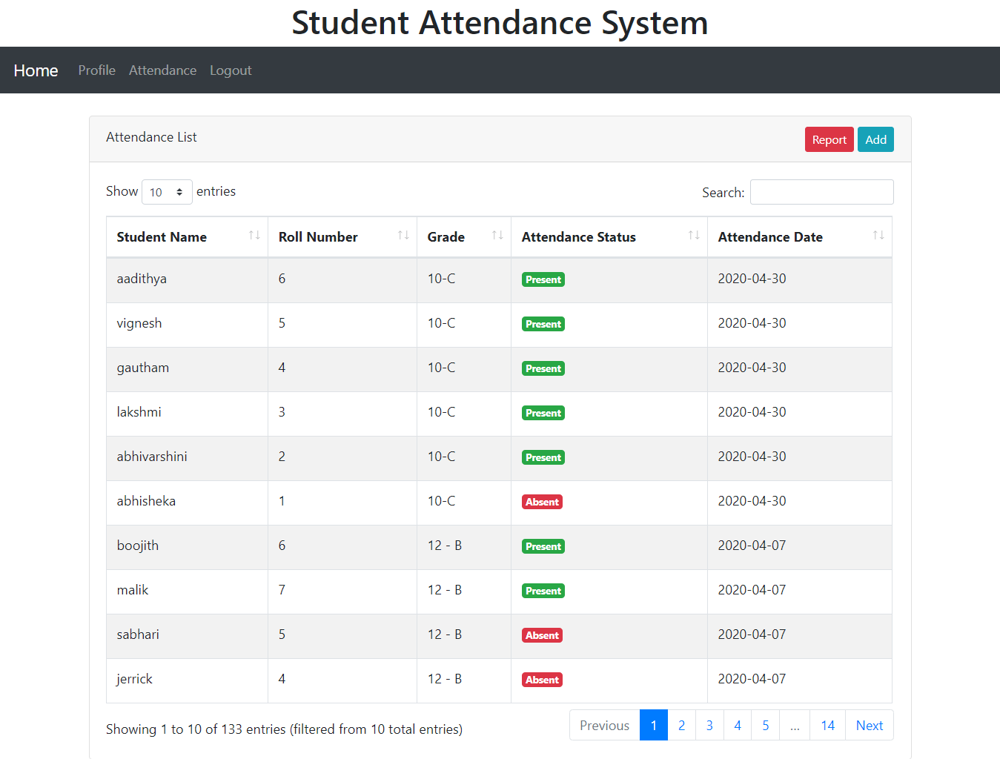 Student Attendance System
Home Profile Attendance Logout
Attendance List Report Add
Show 10 entries Search:
Student Name Roll Number Grade Attendance Status Attendance Date
aadithya 6 10-C Present 2020-04-30
vignesh 5 10-C Present 2020-04-30
gautham 4 10-C Present 2020-04-30
lakshmi 3 10-C Present 2020-04-30
abhivarshini 2 10-C Present 2020-04-30
abhisheka 1 10-C Absent 2020-04-30
boojith 6 12 - B Present 2020-04-07
malik 7 12 - B Present 2020-04-07
sabhari 5 12 - B Absent 2020-04-07
jerrick 4 12 - B Absent 2020-04-07
Showing 1 to 10 of 133 entries (filtered from 10 total entries) Previous 1 2 3 4 5 ... 14 Next